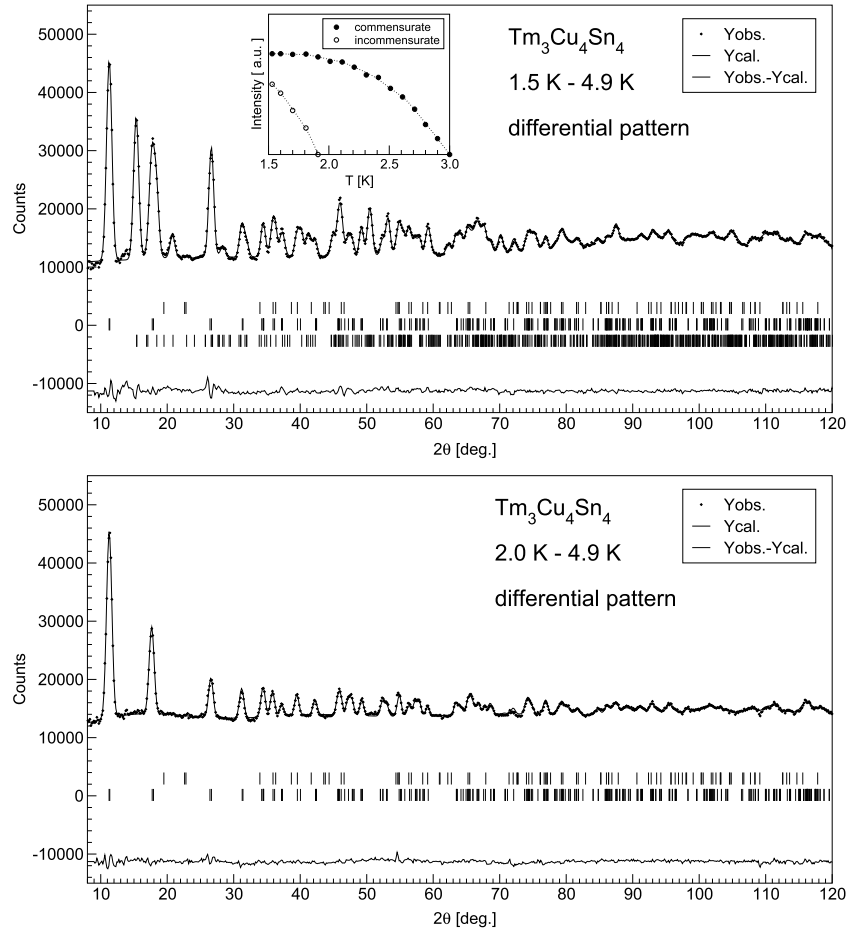 50000
40000
30000
20000
10000
0
-10000
Counts
10 20 30 40 50 60 70 80 90 100 110 120
2θ [deg.]
Tm3Cu4Sn4
1.5 K - 4.9 K
differential pattern
Yobs.
Ycal.
Yobs.-Ycal.
commensurate
incommensurate
Intensity [ a.u. ]
1.5 2.0 2.5 3.0
T [K]
50000
40000
30000
20000
10000
0
-10000
Counts
10 20 30 40 50 60 70 80 90 100 110 120
2θ [deg.]
Tm3Cu4Sn4
2.0 K - 4.9 K
differential pattern
Yobs.
Ycal.
Yobs.-Ycal.